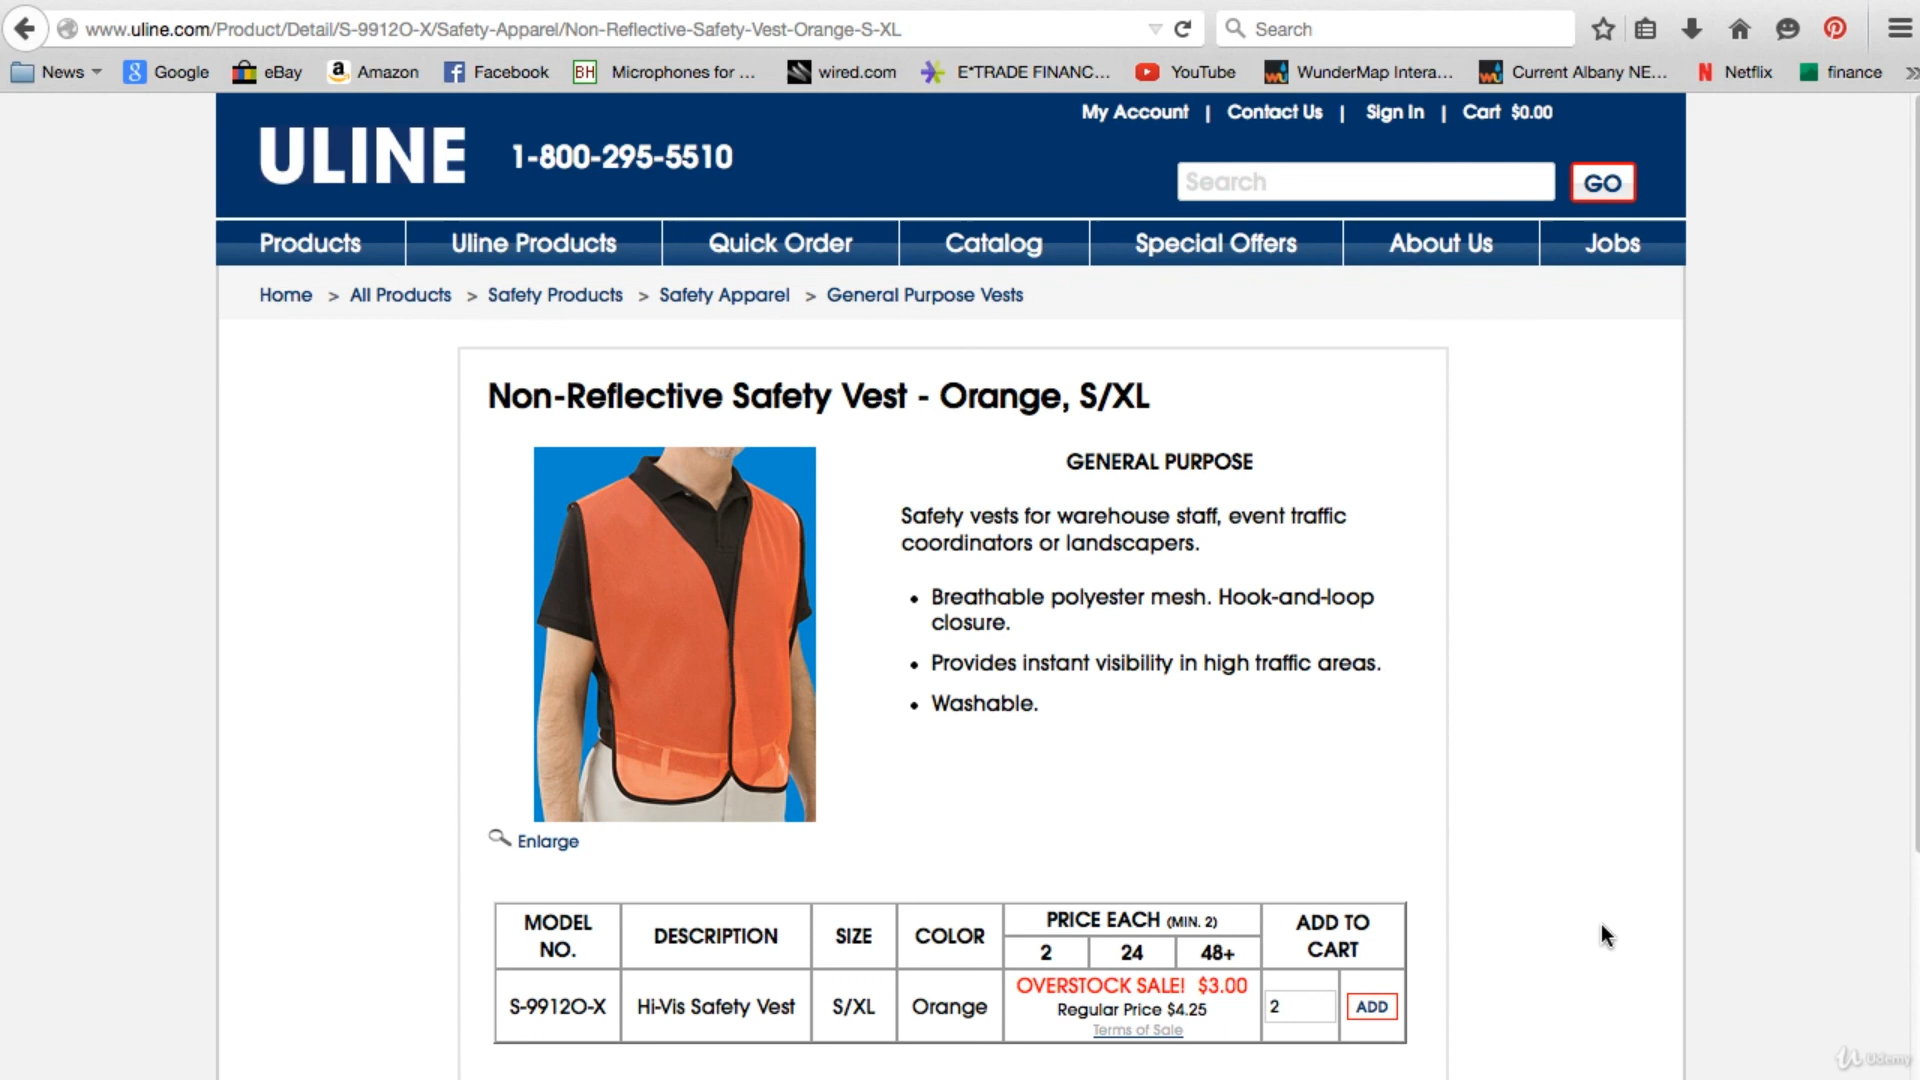 www.uline.com/Product/Detail/S-9912O-X/Safety-Apparel/Non-Reflective-Safety-Vest-Orange-S-XL
Search
News
Google
eBay
Amazon
Facebook
BH Microphones for ...
wired.com
E*TRADE FINANC...
YouTube
WunderMap Intera...
Current Albany NE...
Netflix
finance
My Account | Contact Us | Sign In | Cart $0.00
ULINE
1-800-295-5510
Search
GO
Products
Uline Products
Quick Order
Catalog
Special Offers
About Us
Jobs
Home > All Products > Safety Products > Safety Apparel > General Purpose Vests
Non-Reflective Safety Vest - Orange, S/XL
GENERAL PURPOSE
Safety vests for warehouse staff, event traffic
coordinators or landscapers.
• Breathable polyester mesh. Hook-and-loop
closure.
• Provides instant visibility in high traffic areas.
• Washable.
Enlarge
MODEL
NO.
DESCRIPTION
SIZE
COLOR
PRICE EACH (MIN. 2)
2
24
48+
ADD TO
CART
S-9912O-X
Hi-Vis Safety Vest
S/XL
Orange
OVERSTOCK SALE! $3.00
Regular Price $4.25
Terms of Sale
2
ADD
Udemy